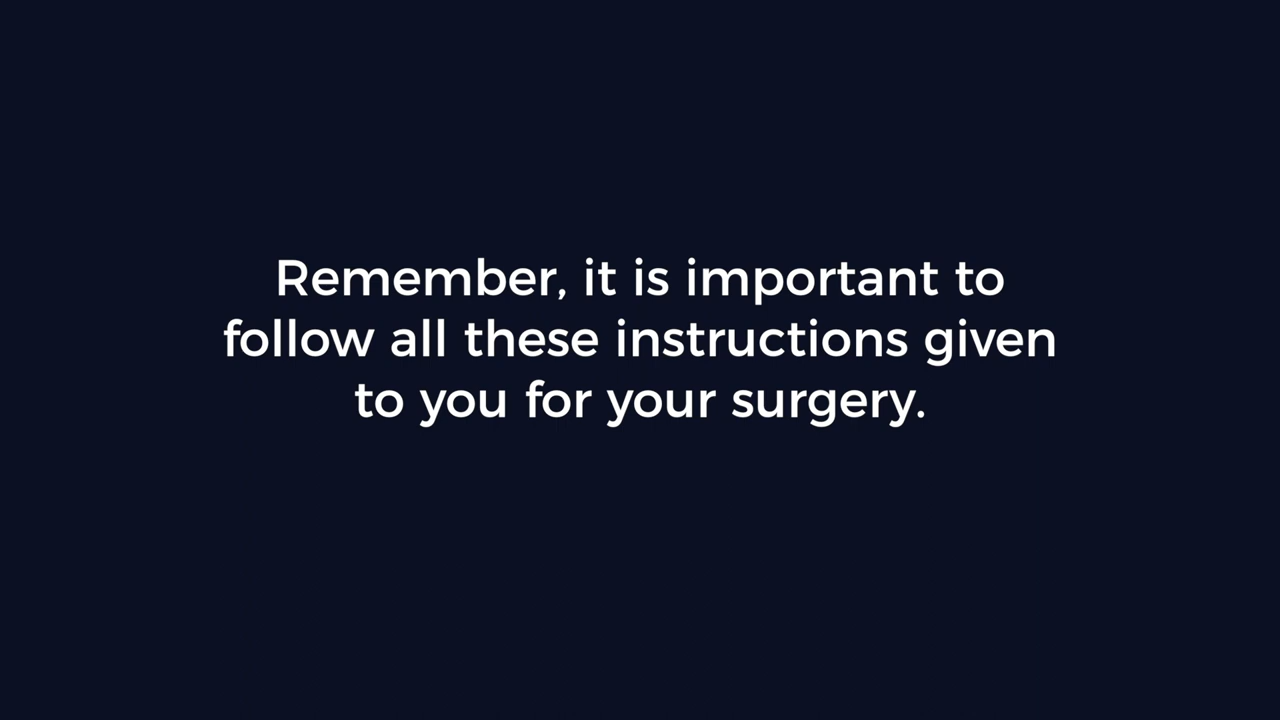 Remember, it is important to
follow all these instructions given
to you for your surgery.